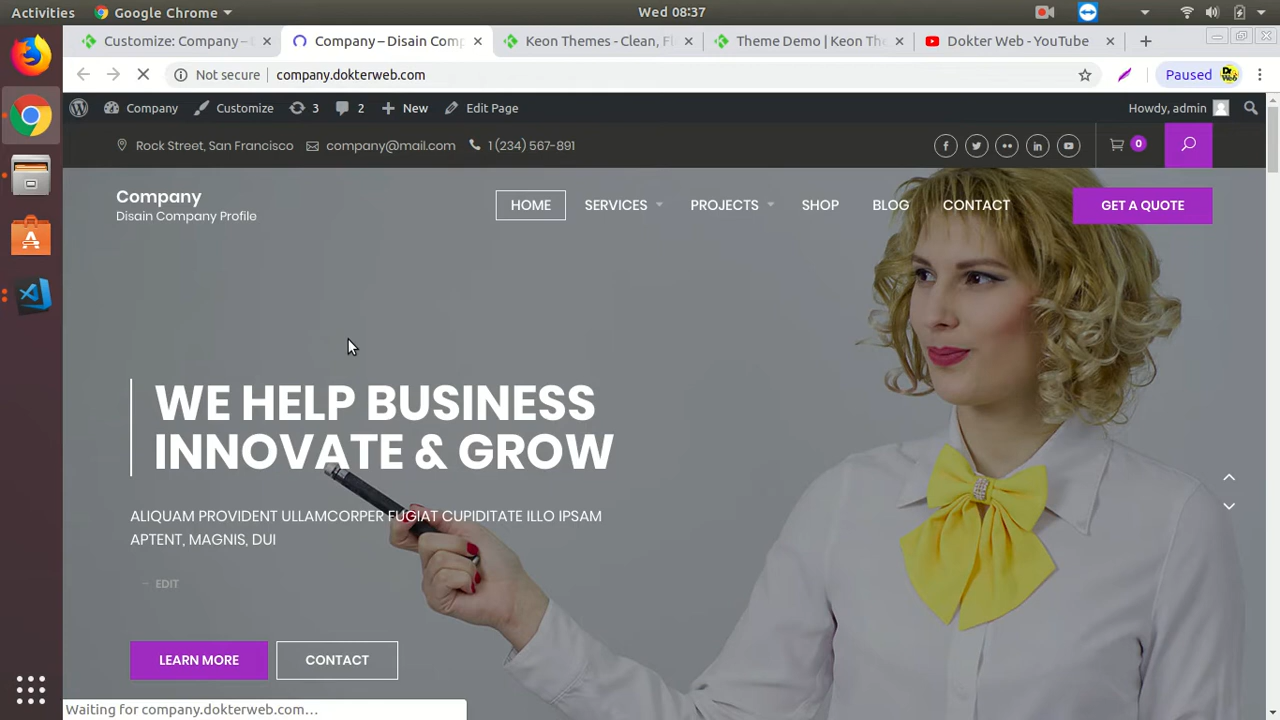 Activities Google Chrome Wed 08:37
Customize: Company – D Company – Disain Comp Keon Themes - Clean, Fl Theme Demo | Keon The Dokter Web - YouTube
Not secure company.dokterweb.com Paused
Company Customize 3 2 New Edit Page Howdy, admin
Rock Street, San Francisco company@mail.com 1 (234) 567-891 0
Company
Disain Company Profile
HOME SERVICES PROJECTS SHOP BLOG CONTACT GET A QUOTE
WE HELP BUSINESS
INNOVATE & GROW
ALIQUAM PROVIDENT ULLAMCORPER FUGIAT CUPIDITATE ILLO IPSAM
APTENT, MAGNIS, DUI
EDIT
LEARN MORE CONTACT
Waiting for company.dokterweb.com…